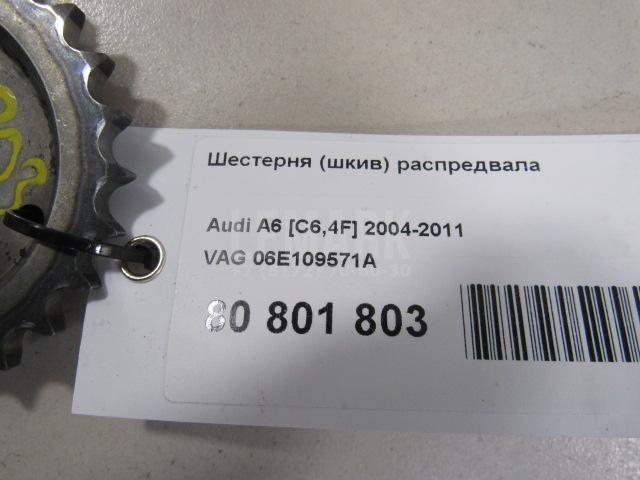 Шестерня (шкив) распредвала
Audi A6 [C6,4F] 2004-2011
VAG 06E109571A
80 801 803